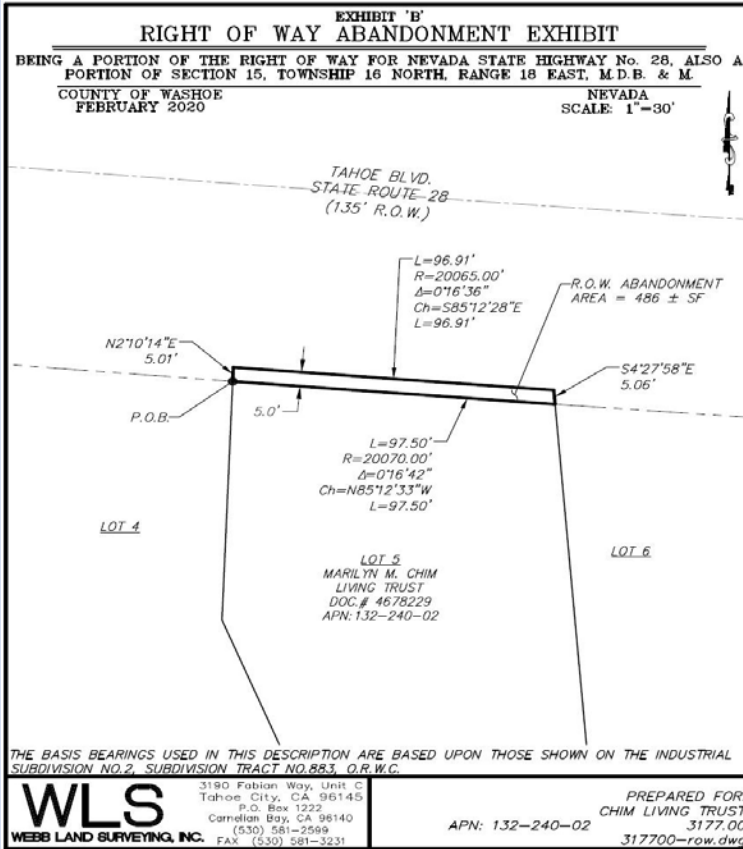 EXHIBIT 'B'
RIGHT OF WAY ABANDONMENT EXHIBIT
BEING A PORTION OF THE RIGHT OF WAY FOR NEVADA STATE HIGHWAY No. 28, ALSO A
PORTION OF SECTION 15, TOWNSHIP 16 NORTH, RANGE 18 EAST, M.D.B. & M.
COUNTY OF WASHOE
FEBRUARY 2020
NEVADA
SCALE: 1"=30'
TAHOE BLVD.
STATE ROUTE 28
(135' R.O.W.)
L=96.91'
R=20065.00'
Δ=0°16'36"
Ch=S85°12'28"E
L=96.91'
R.O.W. ABANDONMENT
AREA = 486 ± SF
N2°10'14"E
5.01'
S4°27'58"E
5.06'
P.O.B.
5.0'
L=97.50'
R=20070.00'
Δ=0°16'42"
Ch=N85°12'33"W
L=97.50'
LOT 4
LOT 5
MARILYN M. CHIM
LIVING TRUST
DOC.# 4678229
APN: 132-240-02
LOT 6
THE BASIS BEARINGS USED IN THIS DESCRIPTION ARE BASED UPON THOSE SHOWN ON THE INDUSTRIAL
SUBDIVISION NO.2, SUBDIVISION TRACT NO.883, O.R.W.C.
WLS
WEBB LAND SURVEYING, INC.
3190 Fabian Way, Unit C
Tahoe City, CA 96145
P.O. Box 1222
Carnelian Bay, CA 96140
(530) 581-2599
FAX (530) 581-3231
APN: 132-240-02
PREPARED FOR:
CHIM LIVING TRUST
3177.00
317700-row.dwg